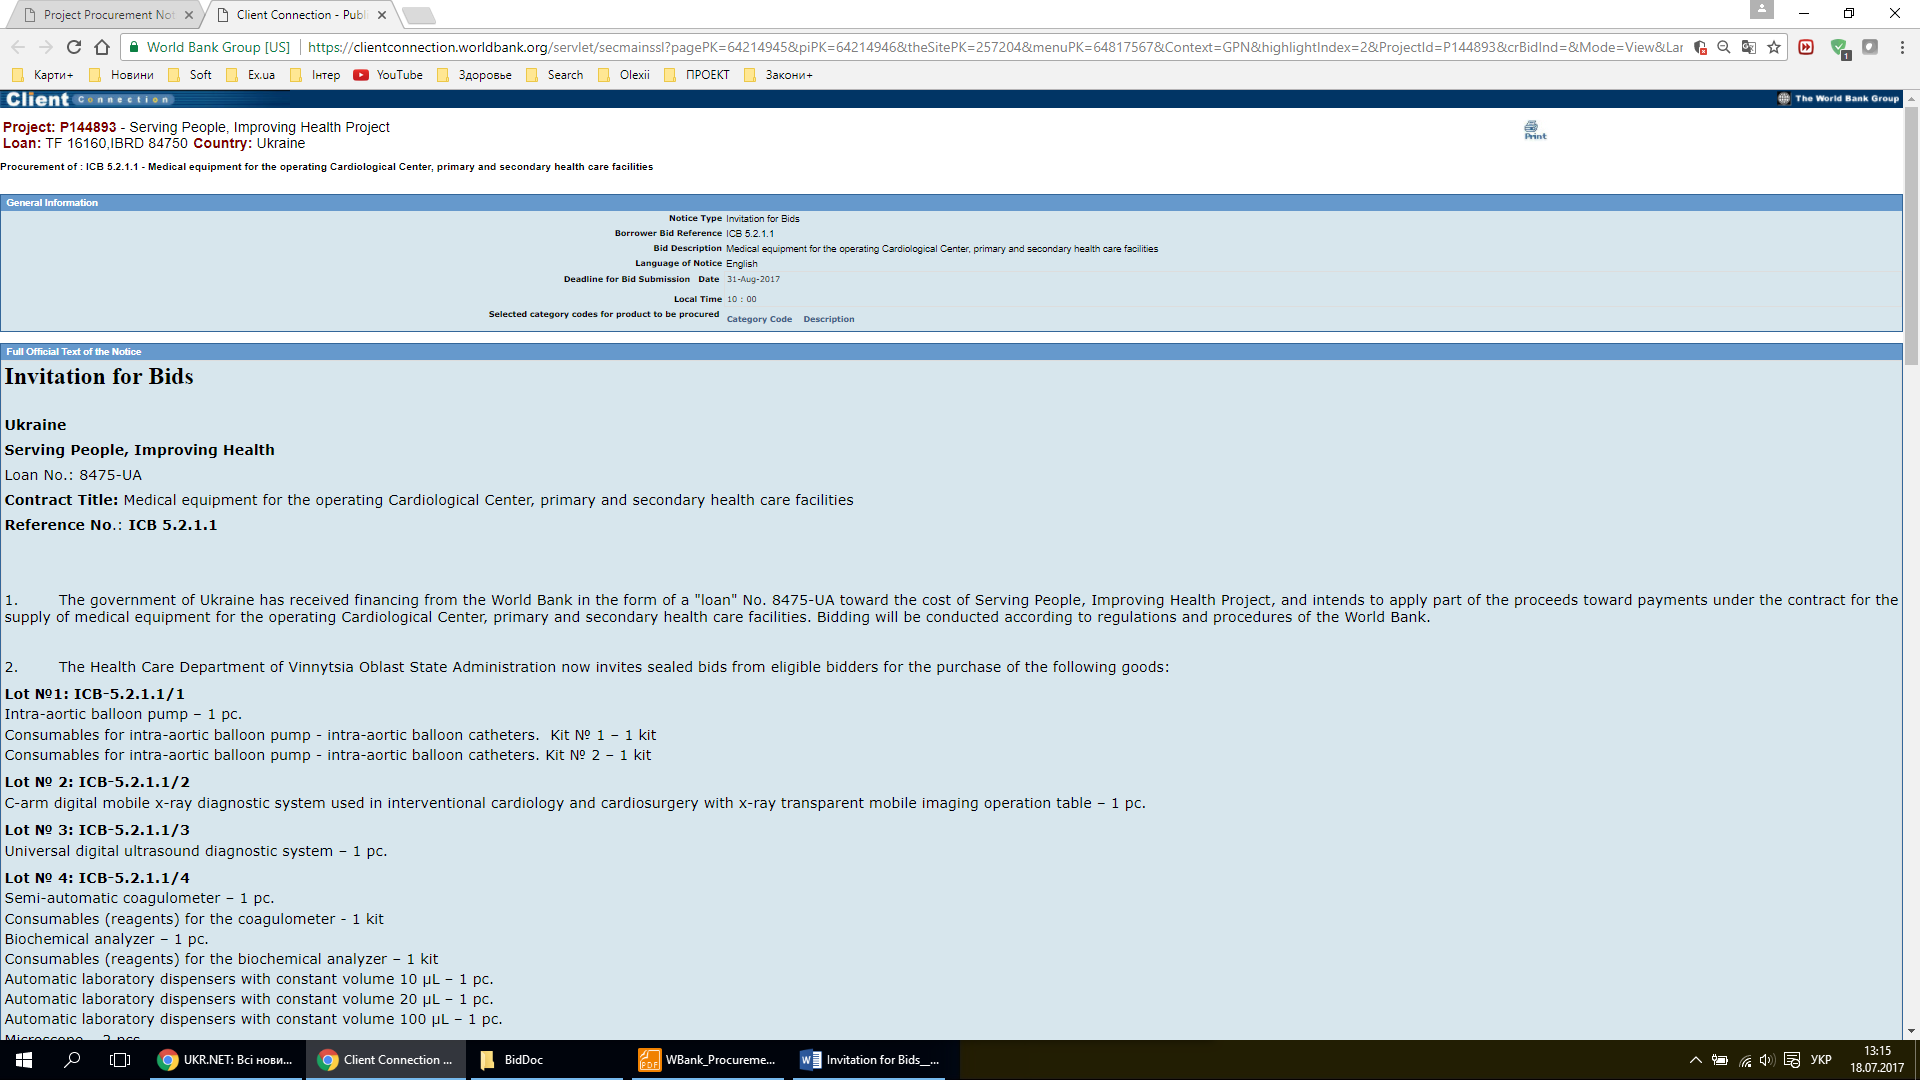 Project Procurement Not
Client Connection - Publ
World Bank Group [US]
https://clientconnection.worldbank.org/servlet/secmainssl?pagePK=64214945&piPK=64214946&theSitePK=257204&menuPK=64817567&Context=GPN&highlightIndex=2&ProjectId=P144893&crBidInd=&Mode=View&Lar
Карти+ Новини Soft Ex.ua Інтер YouTube Здоровье Search Olexii ПРОЕКТ Закони+
Client Connection The World Bank Group
Project: P144893 - Serving People, Improving Health Project
Print
Loan: TF 16160,IBRD 84750 Country: Ukraine
Procurement of : ICB 5.2.1.1 - Medical equipment for the operating Cardiological Center, primary and secondary health care facilities
General Information
Notice Type Invitation for Bids
Borrower Bid Reference ICB 5.2.1.1
Bid Description Medical equipment for the operating Cardiological Center, primary and secondary health care facilities
Language of Notice English
Deadline for Bid Submission Date 31-Aug-2017
Local Time 10 : 00
Selected category codes for product to be procured Category Code Description
Full Official Text of the Notice
Invitation for Bids
Ukraine
Serving People, Improving Health
Loan No.: 8475-UA
Contract Title: Medical equipment for the operating Cardiological Center, primary and secondary health care facilities
Reference No.: ICB 5.2.1.1
1. The government of Ukraine has received financing from the World Bank in the form of a "loan" No. 8475-UA toward the cost of Serving People, Improving Health Project, and intends to apply part of the proceeds toward payments under the contract for the
supply of medical equipment for the operating Cardiological Center, primary and secondary health care facilities. Bidding will be conducted according to regulations and procedures of the World Bank.
2. The Health Care Department of Vinnytsia Oblast State Administration now invites sealed bids from eligible bidders for the purchase of the following goods:
Lot №1: ICB-5.2.1.1/1
Intra-aortic balloon pump – 1 pc.
Consumables for intra-aortic balloon pump - intra-aortic balloon catheters. Kit № 1 – 1 kit
Consumables for intra-aortic balloon pump - intra-aortic balloon catheters. Kit № 2 – 1 kit
Lot № 2: ICB-5.2.1.1/2
C-arm digital mobile x-ray diagnostic system used in interventional cardiology and cardiosurgery with x-ray transparent mobile imaging operation table – 1 pc.
Lot № 3: ICB-5.2.1.1/3
Universal digital ultrasound diagnostic system – 1 pc.
Lot № 4: ICB-5.2.1.1/4
Semi-automatic coagulometer – 1 pc.
Consumables (reagents) for the coagulometer - 1 kit
Biochemical analyzer – 1 pc.
Consumables (reagents) for the biochemical analyzer – 1 kit
Automatic laboratory dispensers with constant volume 10 µL – 1 pc.
Automatic laboratory dispensers with constant volume 20 µL – 1 pc.
Automatic laboratory dispensers with constant volume 100 µL – 1 pc.
Microscope – 2 pcs.
UKR.NET: Всі нови... Client Connection ... BidDoc WBank_Procureme... Invitation for Bids__... УКР 13:15
18.07.2017